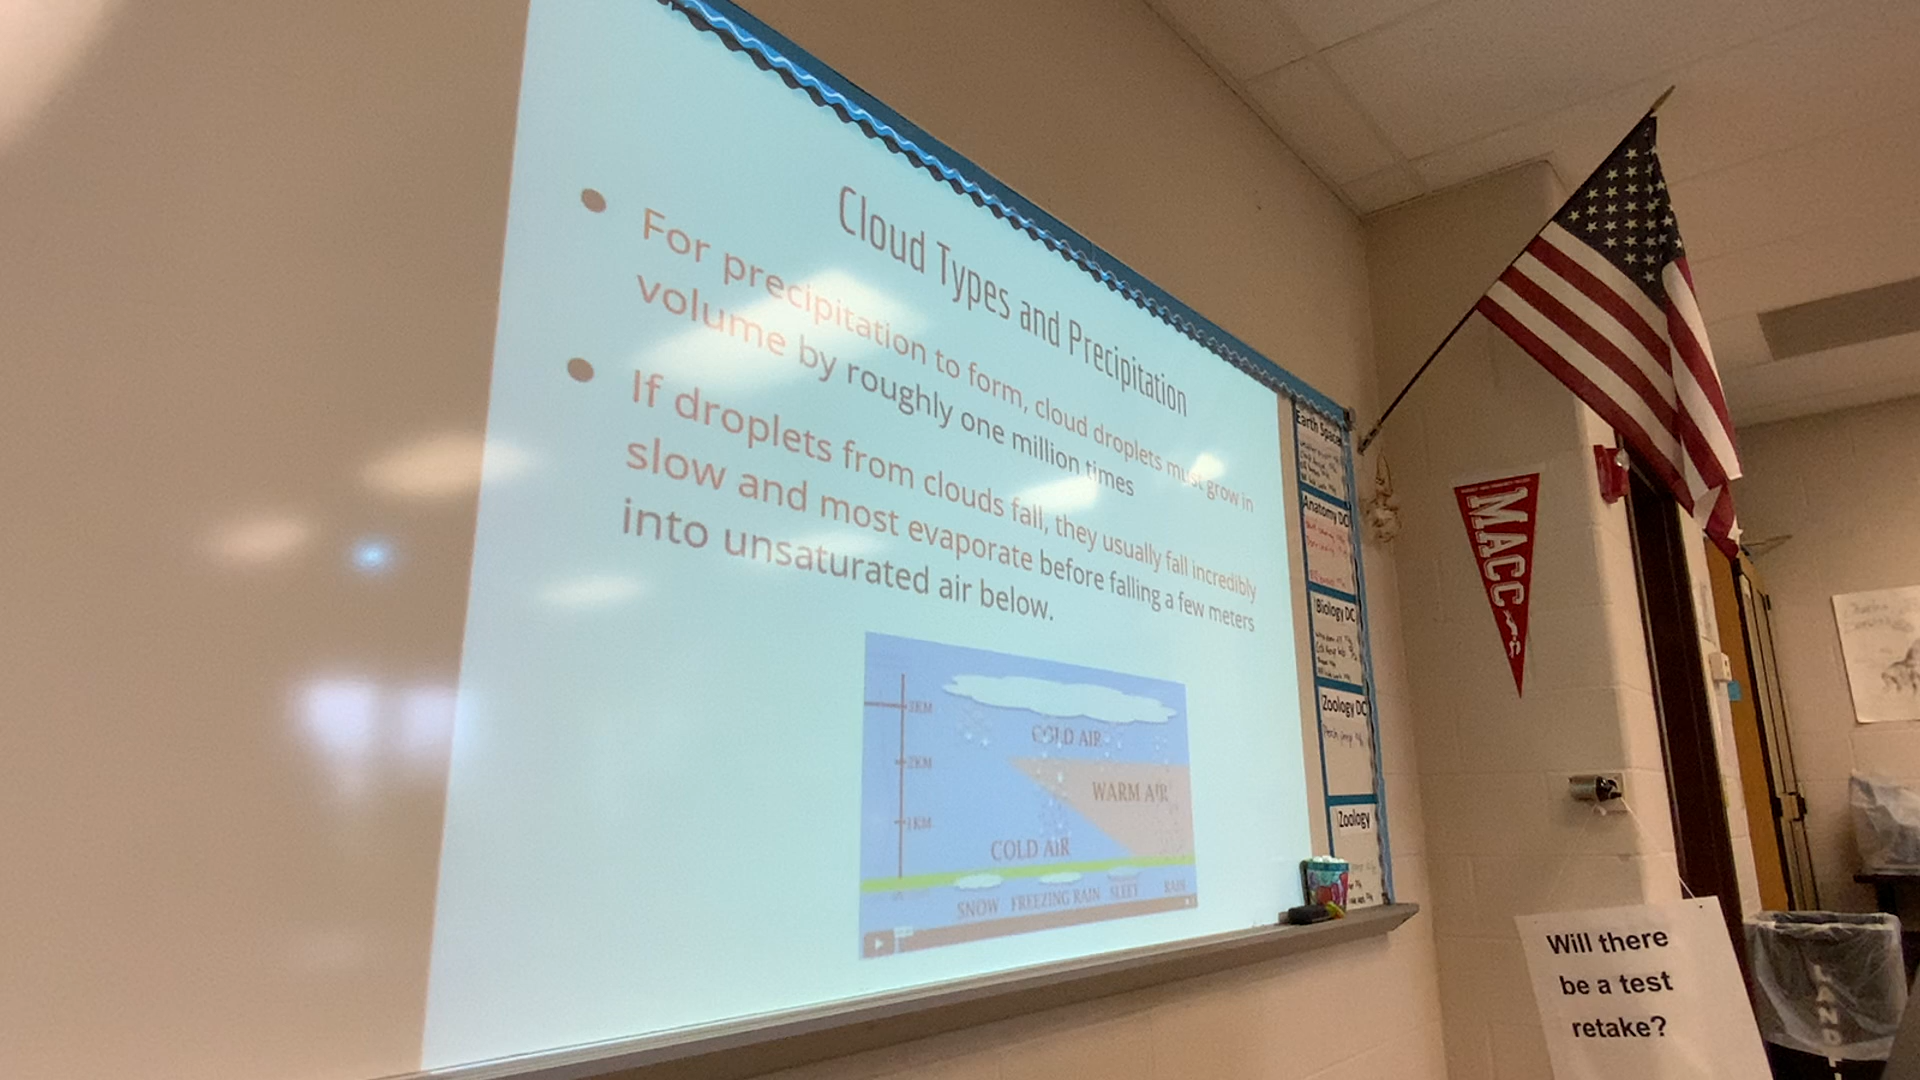 Cloud Types and Precipitation
● For precipitation to form, cloud droplets must grow in
volume by roughly one million times
● If droplets from clouds fall, they usually fall incredibly
slow and most evaporate before falling a few meters
into unsaturated air below.
3KM
COLD AIR
2KM
WARM AIR
1KM
COLD AIR
SNOW FREEZING RAIN SLEET RAIN
Earth Space
Anatomy DC
Biology DC
Zoology DC
Zoology
MACC
Will there
be a test
retake?